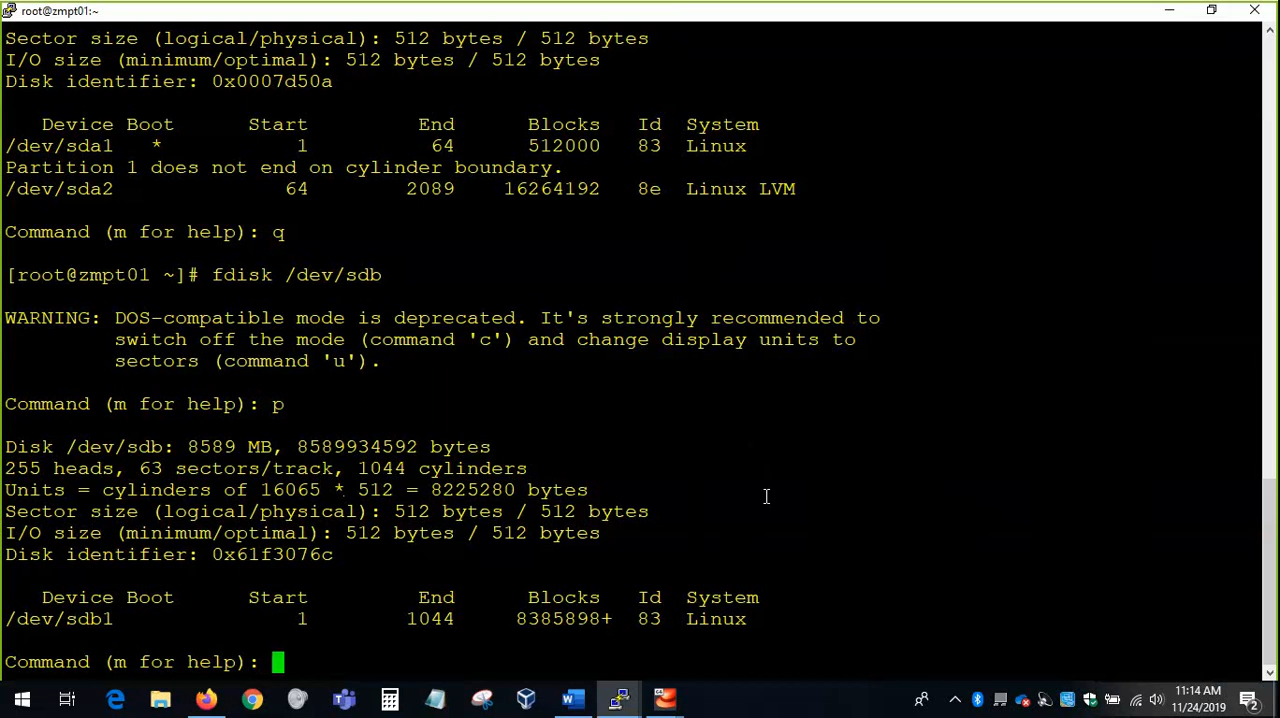 root@zmpt01:~
Sector size (logical/physical): 512 bytes / 512 bytes
I/O size (minimum/optimal): 512 bytes / 512 bytes
Disk identifier: 0x0007d50a
Device Boot Start End Blocks Id System
/dev/sda1 * 1 64 512000 83 Linux
Partition 1 does not end on cylinder boundary.
/dev/sda2 64 2089 16264192 8e Linux LVM
Command (m for help): q
[root@zmpt01 ~]# fdisk /dev/sdb
WARNING: DOS-compatible mode is deprecated. It's strongly recommended to
switch off the mode (command 'c') and change display units to
sectors (command 'u').
Command (m for help): p
Disk /dev/sdb: 8589 MB, 8589934592 bytes
255 heads, 63 sectors/track, 1044 cylinders
Units = cylinders of 16065 * 512 = 8225280 bytes
Sector size (logical/physical): 512 bytes / 512 bytes
I/O size (minimum/optimal): 512 bytes / 512 bytes
Disk identifier: 0x61f3076c
Device Boot Start End Blocks Id System
/dev/sdb1 1 1044 8385898+ 83 Linux
Command (m for help):
11:14 AM
11/24/2019
2